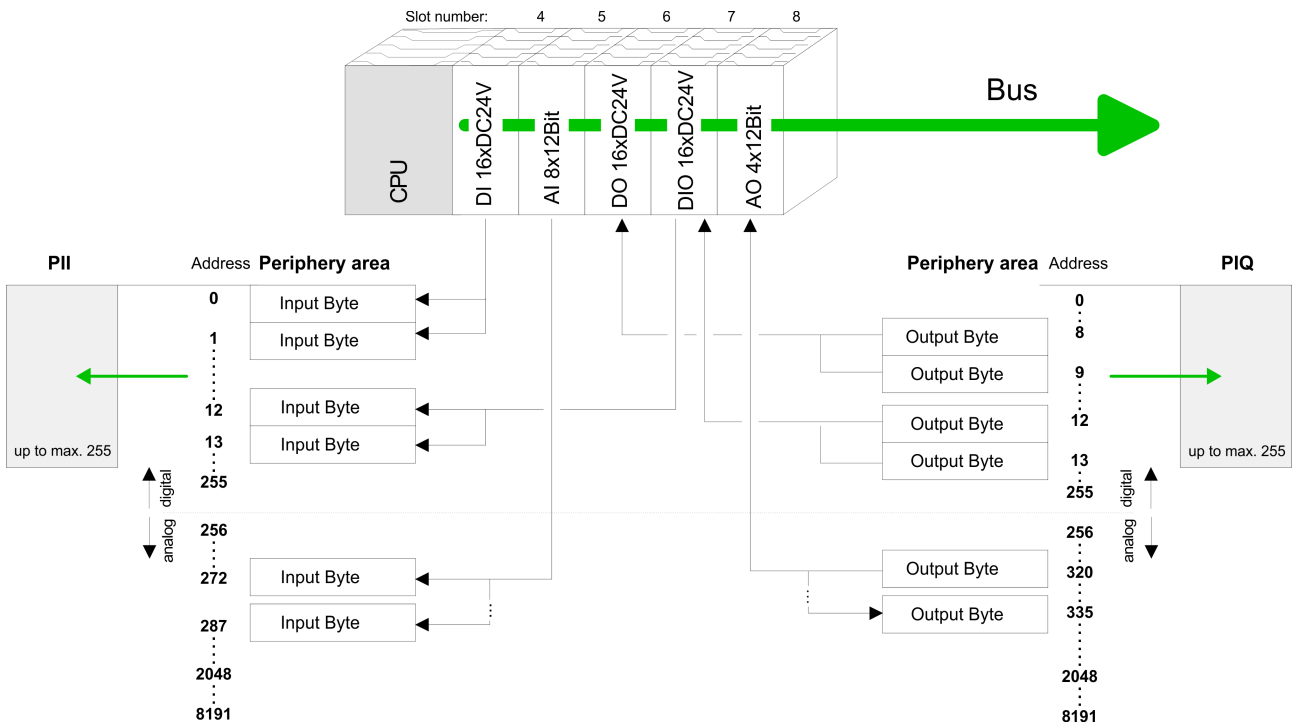 Slot number: 4 5 6 7 8
Bus
CPU
DI 16xDC24V
AI 8x12Bit
DO 16xDC24V
DIO 16xDC24V
AO 4x12Bit
PII Address Periphery area
0 Input Byte
1 Input Byte
12 Input Byte
13 Input Byte
up to max. 255
255
digital
analog
256
272 Input Byte
287 Input Byte
2048
8191
Periphery area Address PIQ
0
Output Byte 8
Output Byte 9
Output Byte 12
Output Byte 13
up to max. 255
255
digital
analog
256
Output Byte 320
Output Byte 335
2048
8191